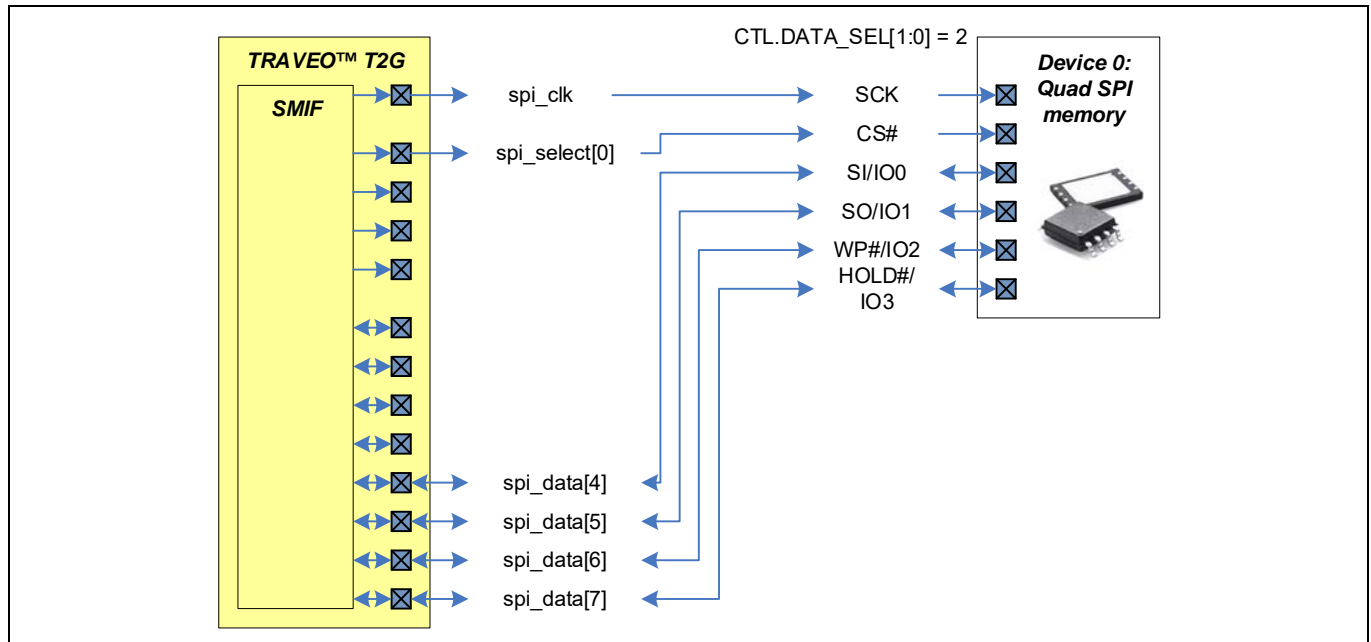 CTL.DATA_SEL[1:0] = 2
TRAVEO™ T2G
SMIF
spi_clk
spi_select[0]
spi_data[4]
spi_data[5]
spi_data[6]
spi_data[7]
SCK
CS#
SI/IO0
SO/IO1
WP#/IO2
HOLD#/
IO3
Device 0:
Quad SPI
memory